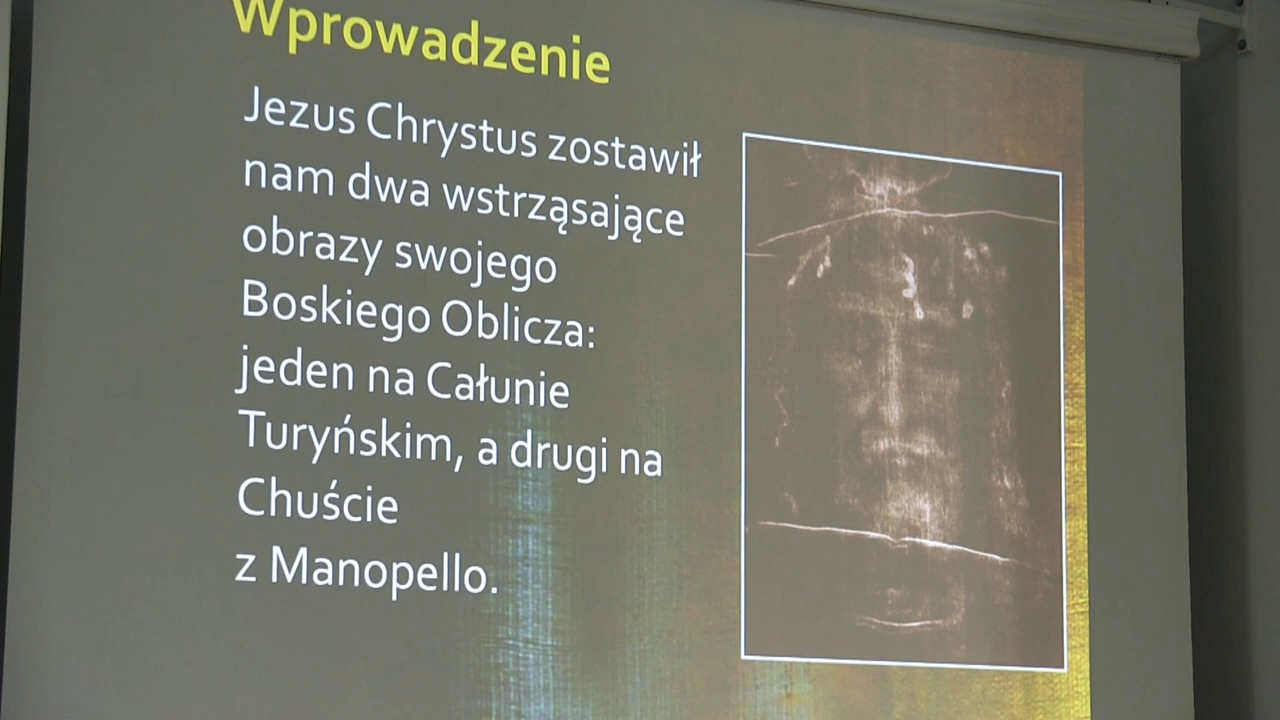 Wprowadzenie
Jezus Chrystus zostawił
nam dwa wstrząsające
obrazy swojego
Boskiego Oblicza:
jeden na Całunie
Turyńskim, a drugi na
Chuście
z Manopello.